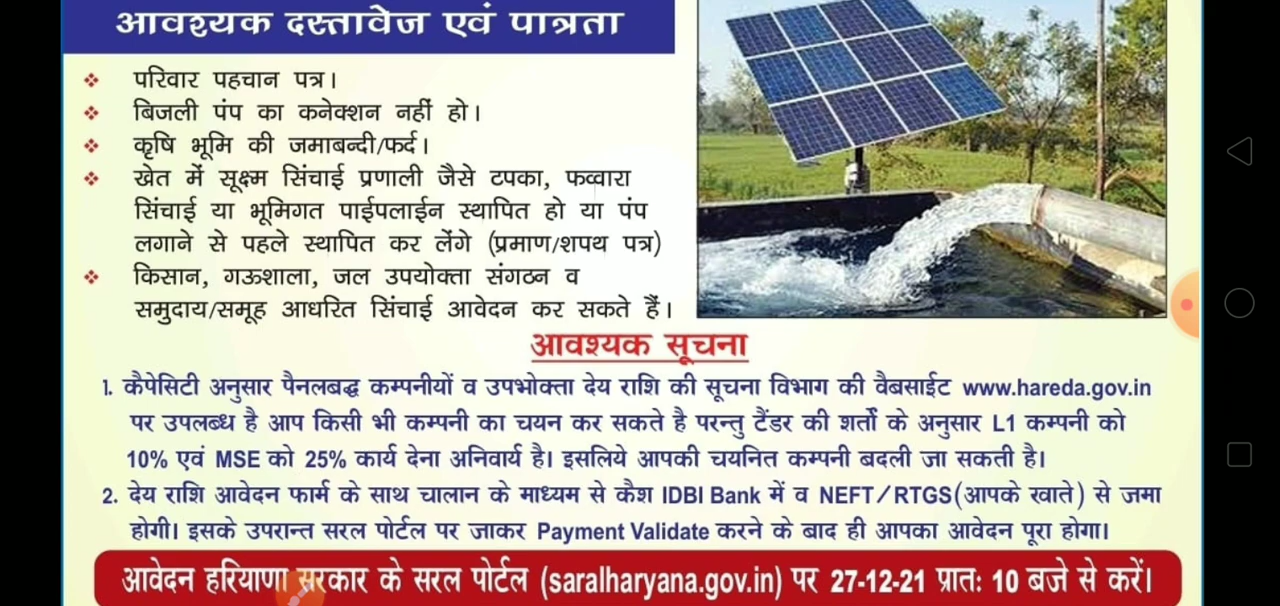 आवश्यक दस्तावेज एवं पात्रता
❖ परिवार पहचान पत्र।
❖ बिजली पंप का कनेक्शन नहीं हो।
❖ कृषि भूमि की जमाबन्दी/फर्द।
❖ खेत में सूक्ष्म सिंचाई प्रणाली जैसे टपका, फव्वारा
सिंचाई या भूमिगत पाईपलाईन स्थापित हो या पंप
लगाने से पहले स्थापित कर लेंगे (प्रमाण/शपथ पत्र)
❖ किसान, गऊशाला, जल उपयोक्ता संगठन व
समुदाय/समूह आधरित सिंचाई आवेदन कर सकते हैं।
आवश्यक सूचना
1. कैपेसिटी अनुसार पैनलबद्ध कम्पनीयों व उपभोक्ता देय राशि की सूचना विभाग की वैबसाईट www.hareda.gov.in
पर उपलब्ध है आप किसी भी कम्पनी का चयन कर सकते है परन्तु टैंडर की शर्तों के अनुसार L1 कम्पनी को
10% एवं MSE को 25% कार्य देना अनिवार्य है। इसलिये आपकी चयनित कम्पनी बदली जा सकती है।
2. देय राशि आवेदन फार्म के साथ चालान के माध्यम से कैश IDBI Bank में व NEFT/RTGS(आपके खाते) से जमा
होगी। इसके उपरान्त सरल पोर्टल पर जाकर Payment Validate करने के बाद ही आपका आवेदन पूरा होगा।
आवेदन हरियाणा सरकार के सरल पोर्टल (saralharyana.gov.in) पर 27-12-21 प्रातः 10 बजे से करें।